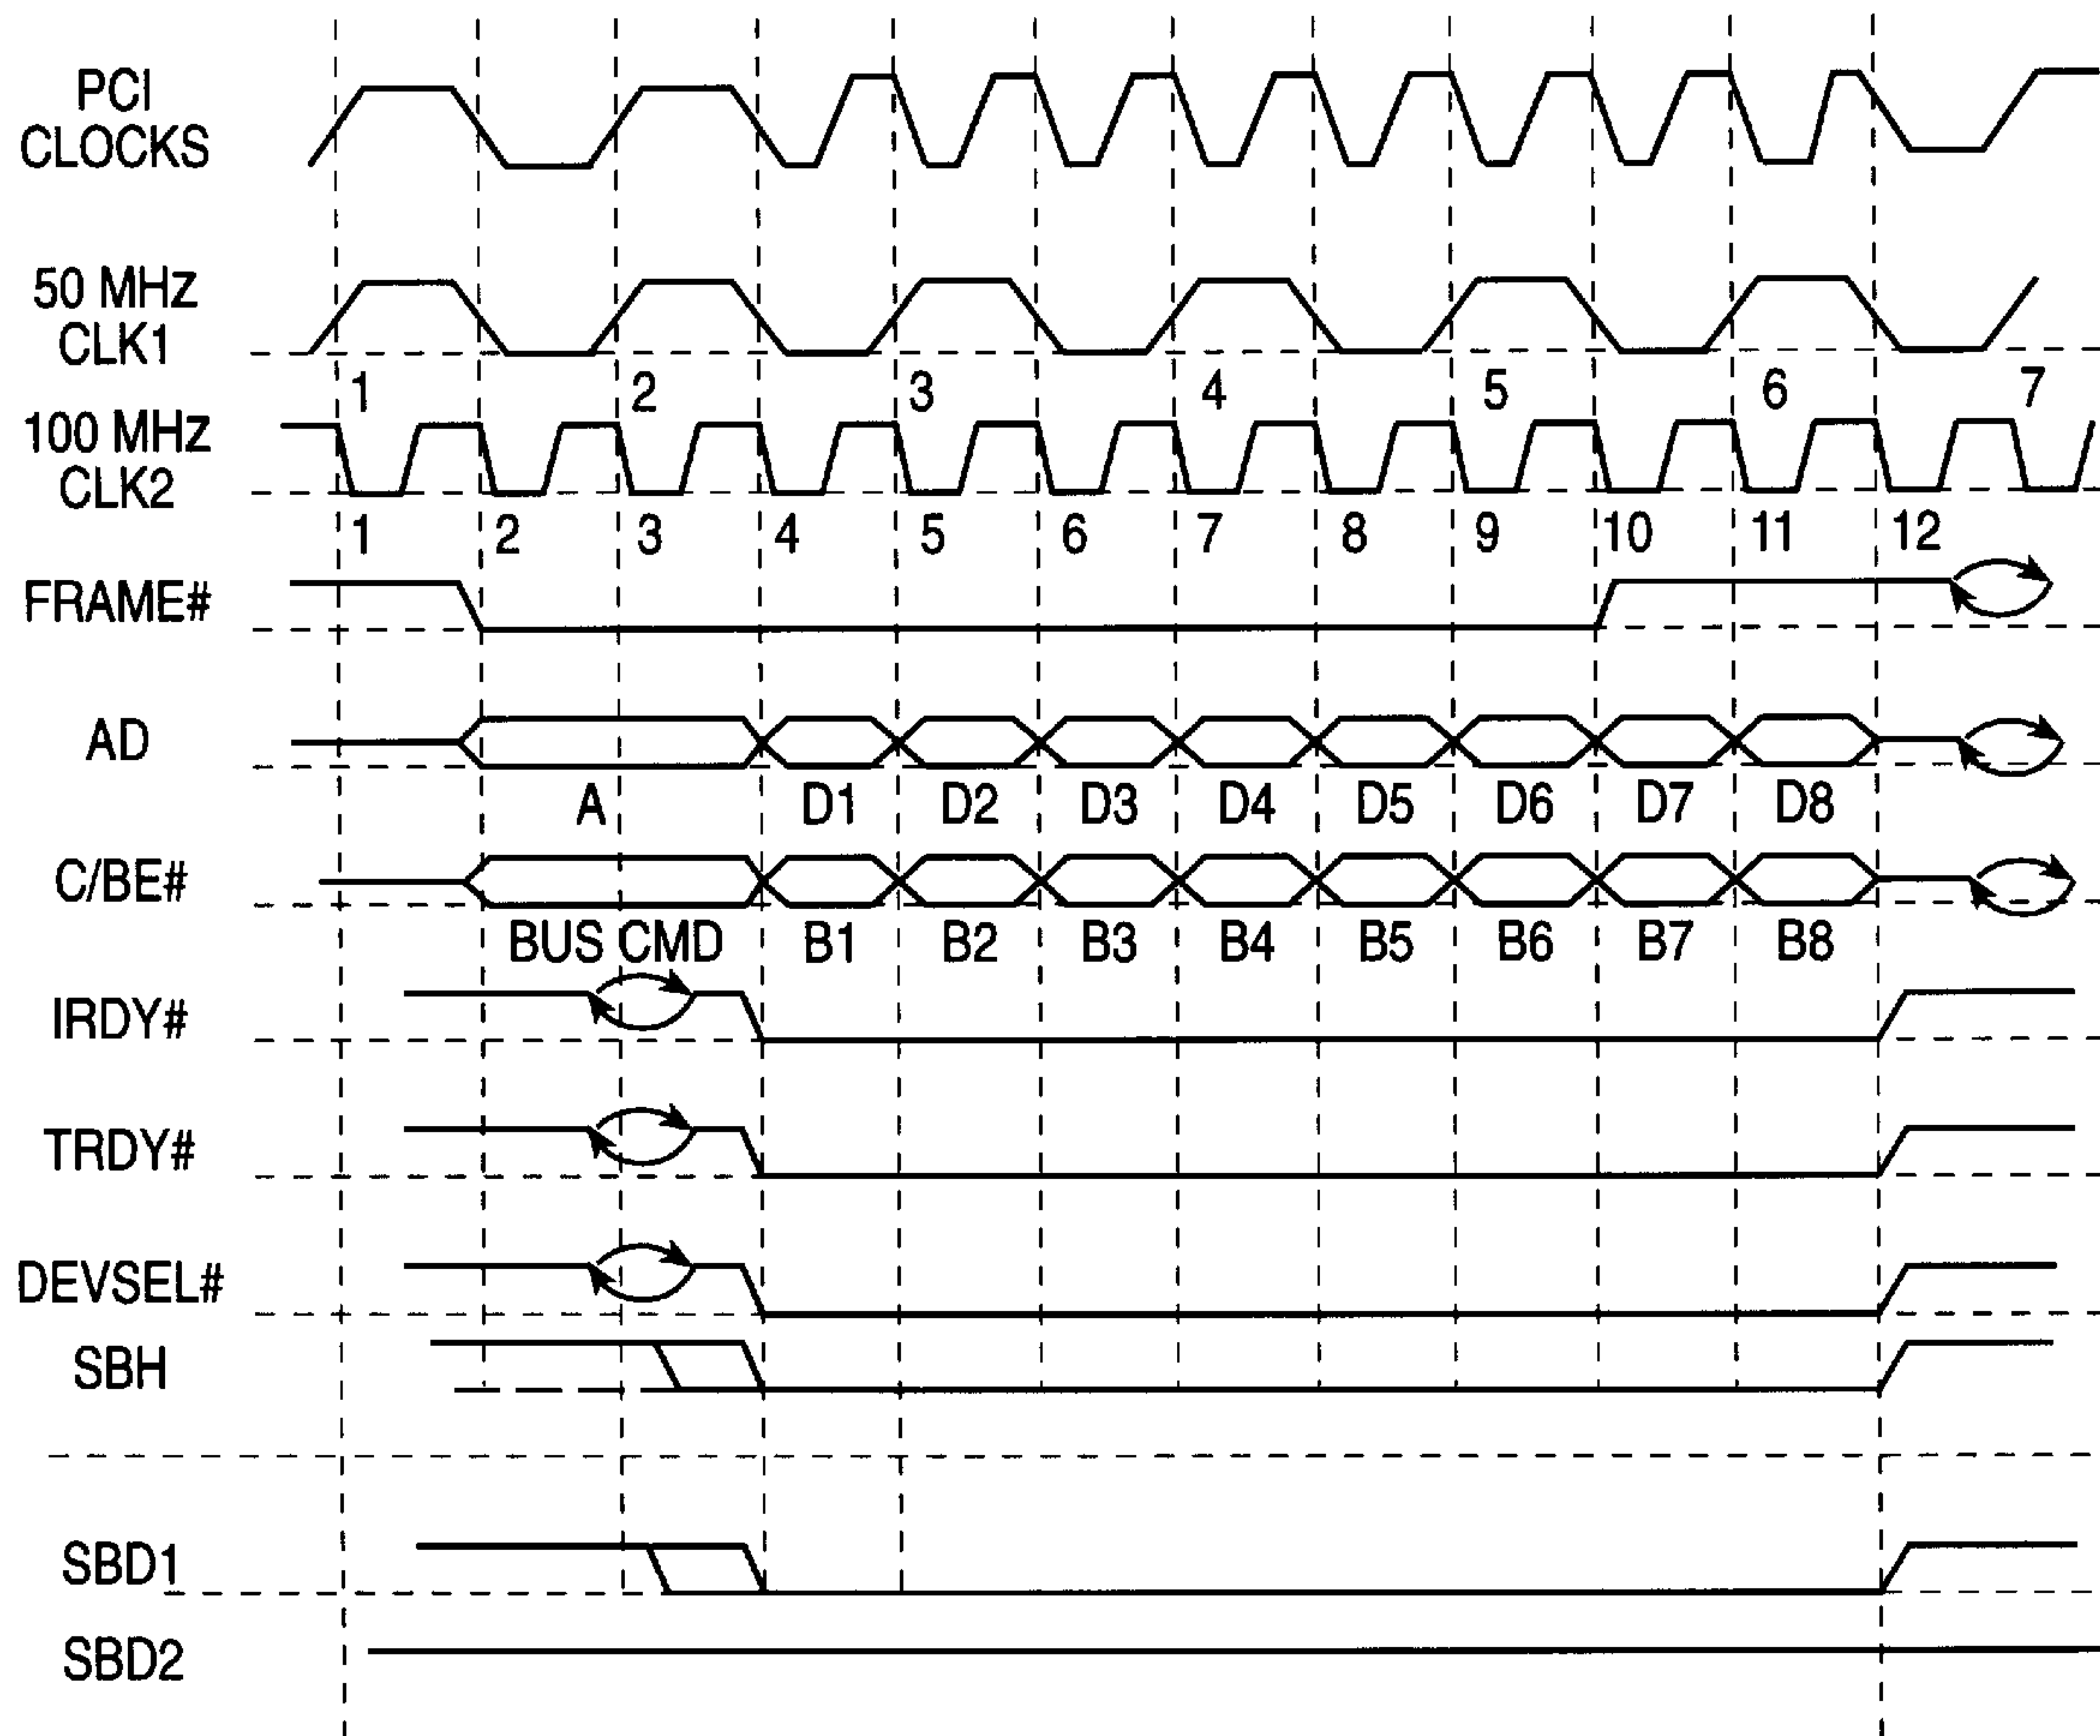 PCI
CLOCKS
50 MHz
CLK1
1 2 3 4 5 6 7
100 MHz
CLK2
1 2 3 4 5 6 7 8 9 10 11 12
FRAME#
AD
A D1 D2 D3 D4 D5 D6 D7 D8
C/BE#
BUS CMD B1 B2 B3 B4 B5 B6 B7 B8
IRDY#
TRDY#
DEVSEL#
SBH
SBD1
SBD2